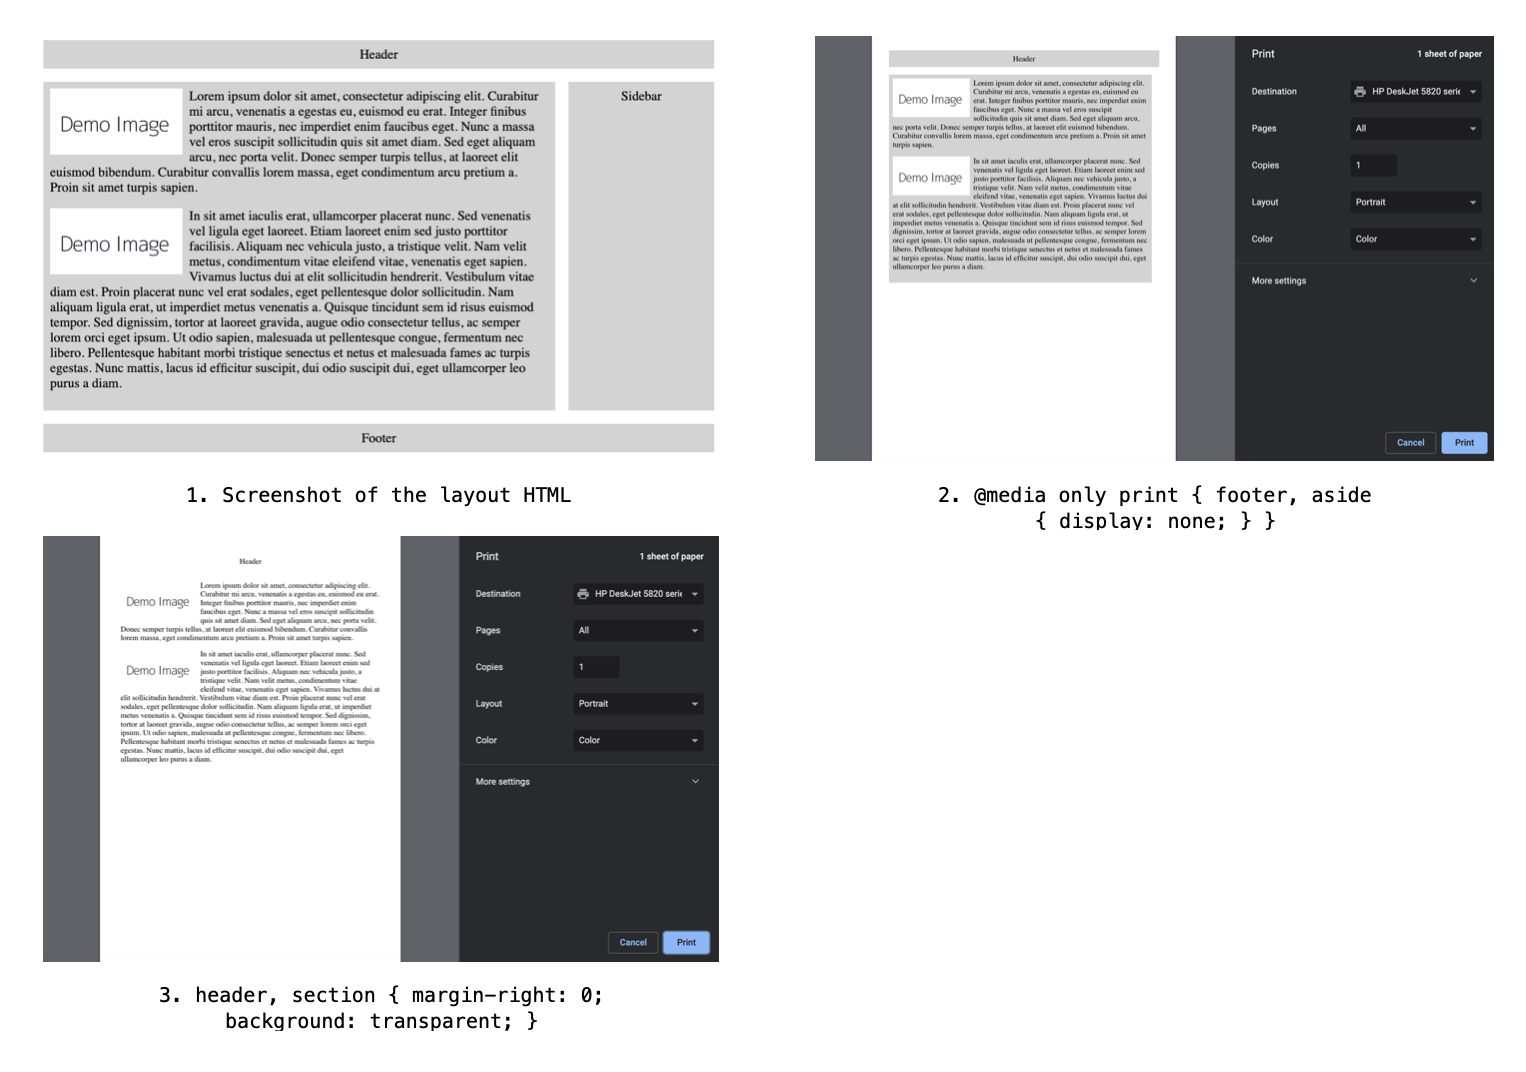 Header
Demo Image
Lorem ipsum dolor sit amet, consectetur adipiscing elit. Curabitur
mi arcu, venenatis a egestas eu, euismod eu erat. Integer finibus
porttitor mauris, nec imperdiet enim faucibus eget. Nunc a massa
vel eros suscipit sollicitudin quis sit amet diam. Sed eget aliquam
arcu, nec porta velit. Donec semper turpis tellus, at laoreet elit
euismod bibendum. Curabitur convallis lorem massa, eget condimentum arcu pretium a.
Proin sit amet turpis sapien.
Demo Image
In sit amet iaculis erat, ullamcorper placerat nunc. Sed venenatis
vel ligula eget laoreet. Etiam laoreet enim sed justo porttitor
facilisis. Aliquam nec vehicula justo, a tristique velit. Nam velit
metus, condimentum vitae eleifend vitae, venenatis eget sapien.
Vivamus luctus dui at elit sollicitudin hendrerit. Vestibulum vitae
diam est. Proin placerat nunc vel erat sodales, eget pellentesque dolor sollicitudin. Nam
aliquam ligula erat, ut imperdiet metus venenatis a. Quisque tincidunt sem id risus euismod
tempor. Sed dignissim, tortor at laoreet gravida, augue odio consectetur tellus, ac semper
lorem orci eget ipsum. Ut odio sapien, malesuada ut pellentesque congue, fermentum nec
libero. Pellentesque habitant morbi tristique senectus et netus et malesuada fames ac turpis
egestas. Nunc mattis, lacus id efficitur suscipit, dui odio suscipit dui, eget ullamcorper leo
purus a diam.
Sidebar
Footer
1. Screenshot of the layout HTML
Header
Demo Image
Lorem ipsum dolor sit amet, consectetur adipiscing elit.
Curabitur mi arcu, venenatis a egestas eu, euismod eu
erat. Integer finibus porttitor mauris, nec imperdiet enim
faucibus eget. Nunc a massa vel eros suscipit
sollicitudin quis sit amet diam. Sed eget aliquam arcu,
nec porta velit. Donec semper turpis tellus, at laoreet elit euismod bibendum.
Curabitur convallis lorem massa, eget condimentum arcu pretium a. Proin sit amet
turpis sapien.
Demo Image
In sit amet iaculis erat, ullamcorper placerat nunc. Sed
venenatis vel ligula eget laoreet. Etiam laoreet enim sed
justo porttitor facilisis. Aliquam nec vehicula justo, a
tristique velit. Nam velit metus, condimentum vitae
eleifend vitae, venenatis eget sapien. Vivamus luctus dui
at elit sollicitudin hendrerit. Vestibulum vitae diam est. Proin placerat nunc vel
erat sodales, eget pellentesque dolor sollicitudin. Nam aliquam ligula erat, ut
imperdiet metus venenatis a. Quisque tincidunt sem id risus euismod tempor. Sed
dignissim, tortor at laoreet gravida, augue odio consectetur tellus, ac semper lorem
orci eget ipsum. Ut odio sapien, malesuada ut pellentesque congue, fermentum nec
libero. Pellentesque habitant morbi tristique senectus et netus et malesuada fames
ac turpis egestas. Nunc mattis, lacus id efficitur suscipit, dui odio suscipit dui, eget
ullamcorper leo purus a diam.
Print
1 sheet of paper
Destination
HP DeskJet 5820 serie
Pages
All
Copies
1
Layout
Portrait
Color
Color
More settings
Cancel
Print
2. @media only print { footer, aside
{ display: none; } }
Header
Demo Image
Lorem ipsum dolor sit amet, consectetur adipiscing elit.
Curabitur mi arcu, venenatis a egestas eu, euismod eu erat.
Integer finibus porttitor mauris, nec imperdiet enim
faucibus eget. Nunc a massa vel eros suscipit sollicitudin
quis sit amet diam. Sed eget aliquam arcu, nec porta velit.
Donec semper turpis tellus, at laoreet elit euismod bibendum. Curabitur convallis
lorem massa, eget condimentum arcu pretium a. Proin sit amet turpis sapien.
Demo Image
In sit amet iaculis erat, ullamcorper placerat nunc. Sed
venenatis vel ligula eget laoreet. Etiam laoreet enim sed
justo porttitor facilisis. Aliquam nec vehicula justo, a
tristique velit. Nam velit metus, condimentum vitae
eleifend vitae, venenatis eget sapien. Vivamus luctus dui at
elit sollicitudin hendrerit. Vestibulum vitae diam est. Proin placerat nunc vel erat
sodales, eget pellentesque dolor sollicitudin. Nam aliquam ligula erat, ut imperdiet
metus venenatis a. Quisque tincidunt sem id risus euismod tempor. Sed dignissim,
tortor at laoreet gravida, augue odio consectetur tellus, ac semper lorem orci eget
ipsum. Ut odio sapien, malesuada ut pellentesque congue, fermentum nec libero.
Pellentesque habitant morbi tristique senectus et netus et malesuada fames ac turpis
egestas. Nunc mattis, lacus id efficitur suscipit, dui odio suscipit dui, eget
ullamcorper leo purus a diam.
Print
1 sheet of paper
Destination
HP DeskJet 5820 serie
Pages
All
Copies
1
Layout
Portrait
Color
Color
More settings
Cancel
Print
3. header, section { margin-right: 0;
background: transparent; }